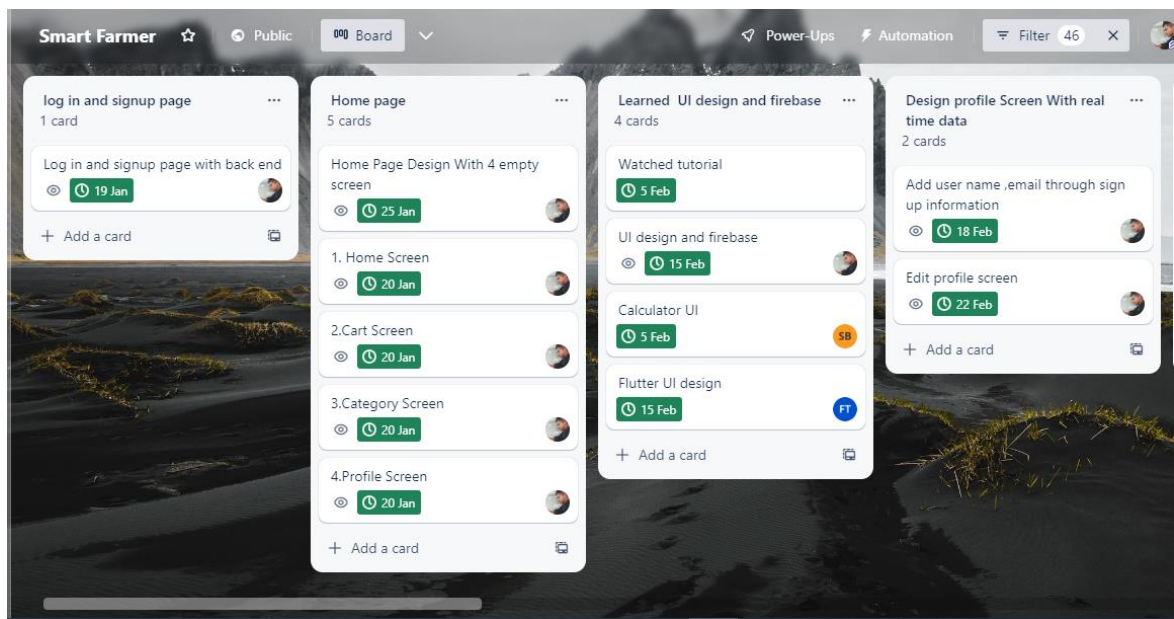 Smart Farmer
Public
Board
Power-Ups
Automation
Filter 46
log in and signup page
1 card
Log in and signup page with back end
19 Jan
Add a card
Home page
5 cards
Home Page Design With 4 empty
screen
25 Jan
1. Home Screen
20 Jan
2.Cart Screen
20 Jan
3.Category Screen
20 Jan
4.Profile Screen
20 Jan
Add a card
Learned UI design and firebase
4 cards
Watched tutorial
5 Feb
UI design and firebase
15 Feb
Calculator UI
5 Feb
SB
Flutter UI design
15 Feb
FT
Add a card
Design profile Screen With real
time data
2 cards
Add user name ,email through sign
up information
18 Feb
Edit profile screen
22 Feb
Add a card